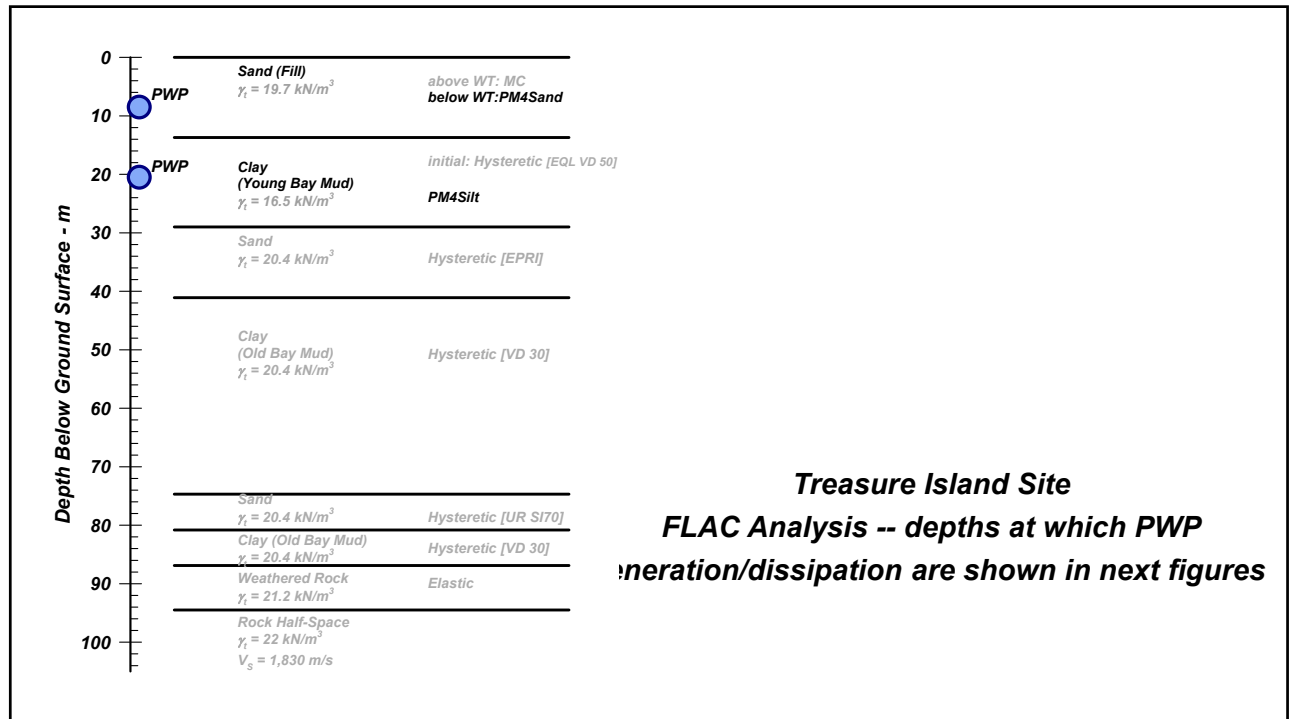 0
10
20
30
40
50
60
70
80
90
100
Depth Below Ground Surface - m
PWP
PWP
Sand (Fill)
γt = 19.7 kN/m³
above WT: MC
below WT:PM4Sand
Clay
(Young Bay Mud)
γt = 16.5 kN/m³
initial: Hysteretic [EQL VD 50]
PM4Silt
Sand
γt = 20.4 kN/m³
Hysteretic [EPRI]
Clay
(Old Bay Mud)
γt = 20.4 kN/m³
Hysteretic [VD 30]
Sand
γt = 20.4 kN/m³
Hysteretic [UR SI70]
Clay (Old Bay Mud)
γt = 20.4 kN/m³
Hysteretic [VD 30]
Weathered Rock
γt = 21.2 kN/m³
Elastic
Rock Half-Space
γt = 22 kN/m³
VS = 1,830 m/s
Treasure Island Site
FLAC Analysis -- depths at which PWP
eneration/dissipation are shown in next figures